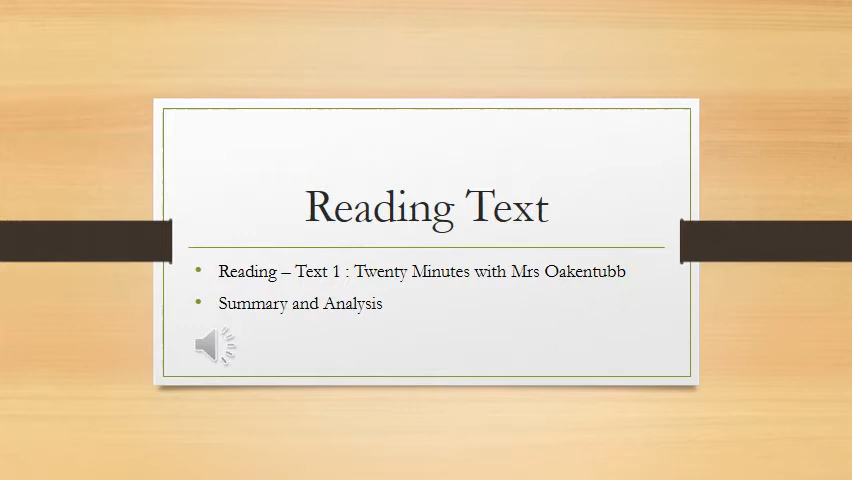 Reading Text
• Reading – Text 1 : Twenty Minutes with Mrs Oakentubb
• Summary and Analysis